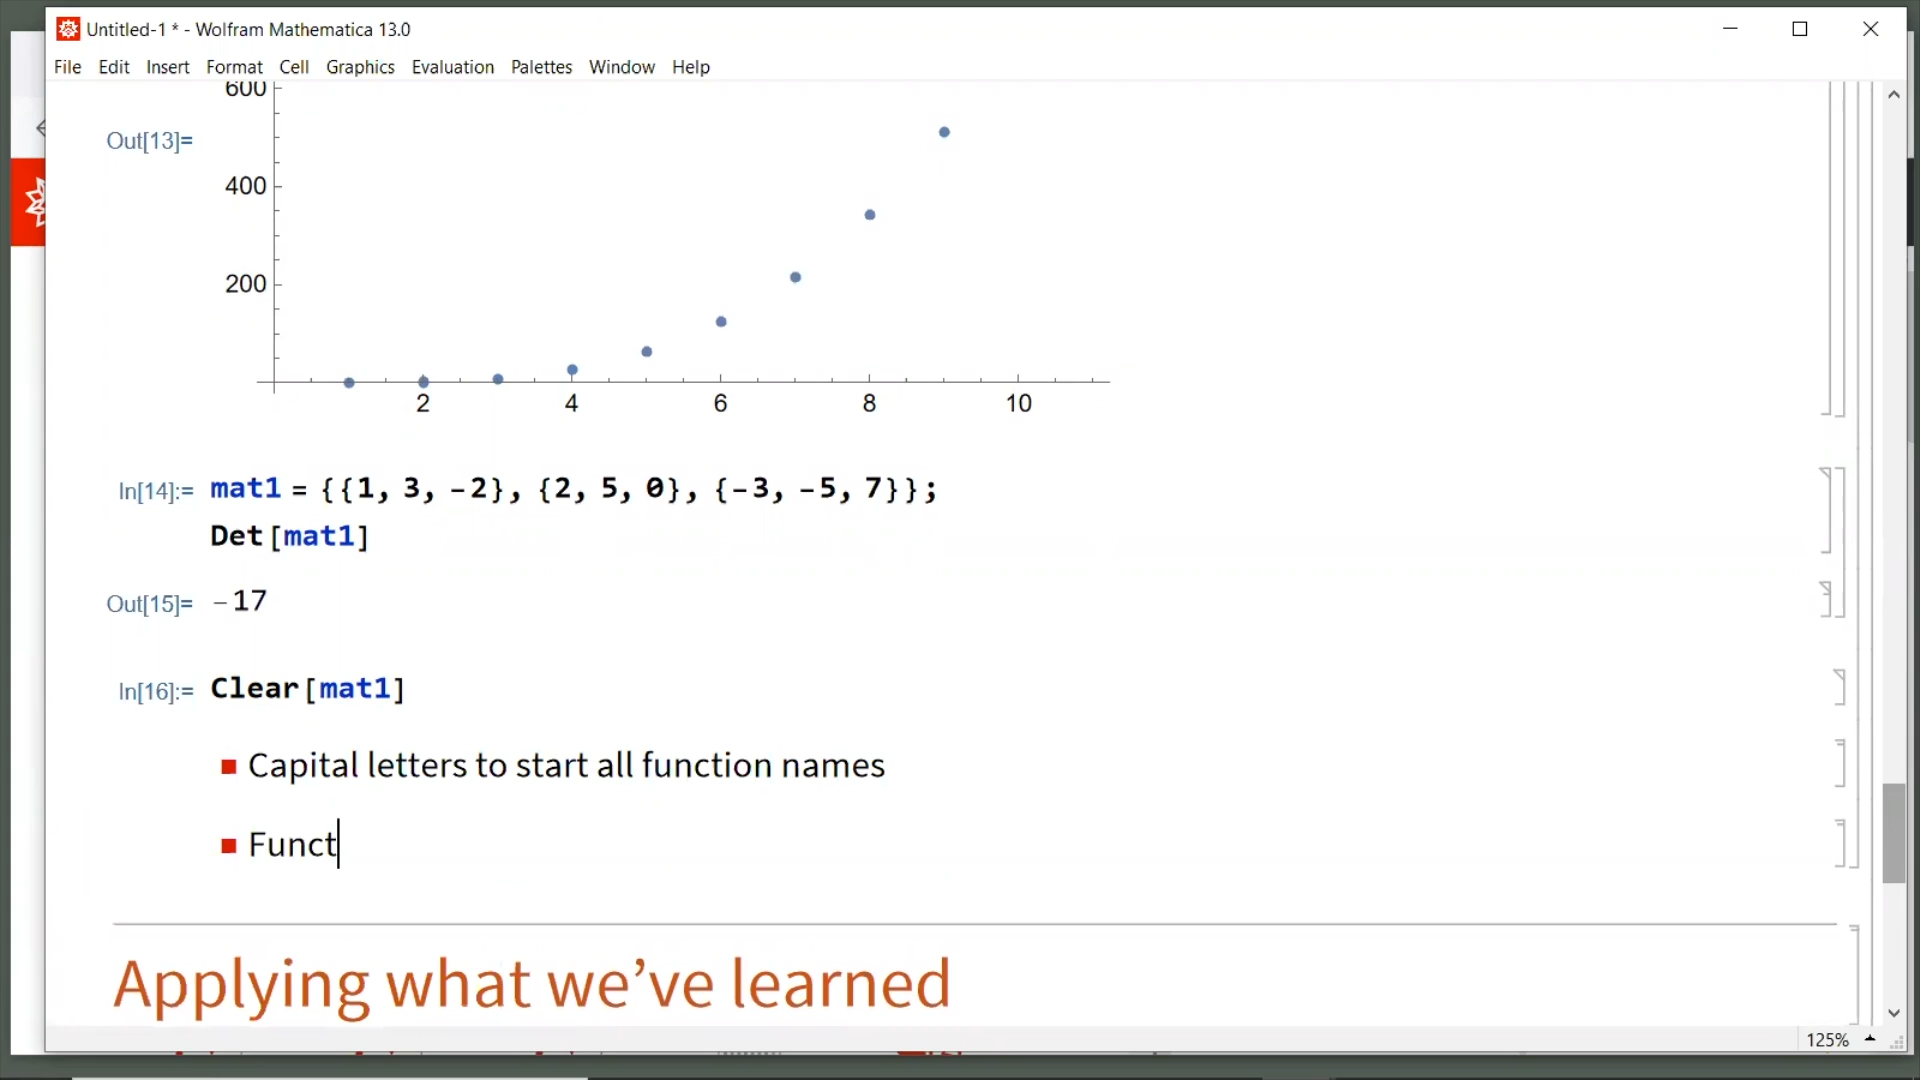 Untitled-1 * - Wolfram Mathematica 13.0
File Edit Insert Format Cell Graphics Evaluation Palettes Window Help
600
Out[13]=
400
200
2 4 6 8 10
In[14]:= mat1 = {{1, 3, -2}, {2, 5, 0}, {-3, -5, 7}};
Det[mat1]
Out[15]= -17
In[16]:= Clear[mat1]
■ Capital letters to start all function names
■ Funct
Applying what we’ve learned
125%